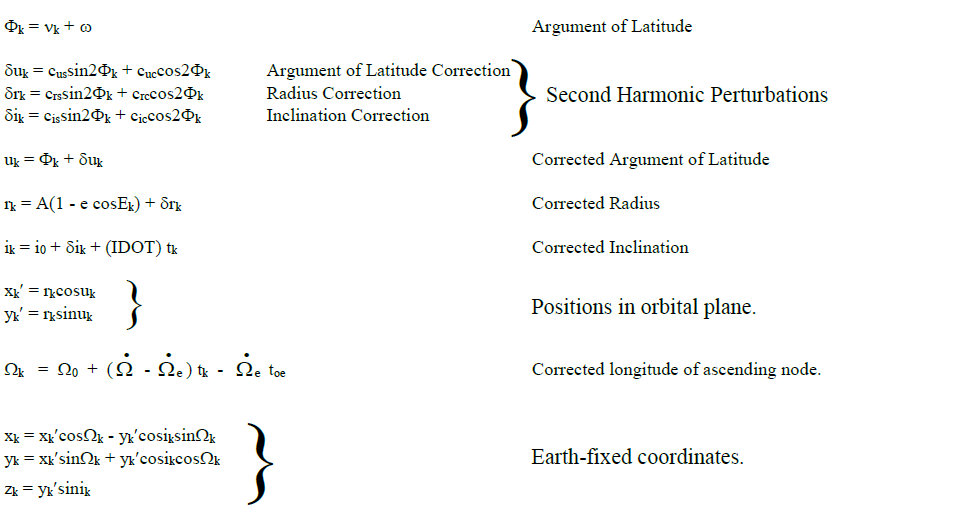 Φk = νk + ω Argument of Latitude
δuk = cussin2Φk + cuccos2Φk Argument of Latitude Correction
δrk = crssin2Φk + crccos2Φk Radius Correction
δik = cissin2Φk + ciccos2Φk Inclination Correction
} Second Harmonic Perturbations
uk = Φk + δuk Corrected Argument of Latitude
rk = A(1 - e cosEk) + δrk Corrected Radius
ik = i0 + δik + (IDOT) tk Corrected Inclination
xk′ = rkcosuk
yk′ = rksinuk
} Positions in orbital plane.
Ωk = Ω0 + (Ω̇ - Ω̇e) tk - Ω̇e toe Corrected longitude of ascending node.
xk = xk′cosΩk - yk′cosiksinΩk
yk = xk′sinΩk + yk′cosikcosΩk
zk = yk′sinik
} Earth-fixed coordinates.